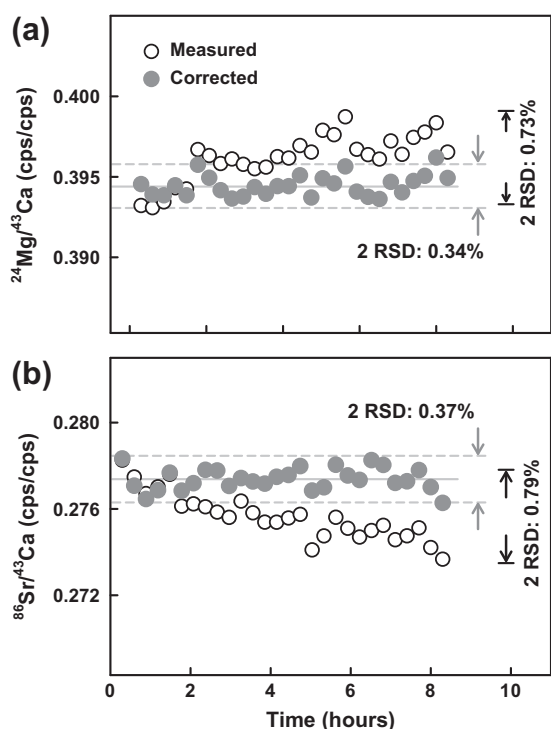 (a)
Measured
Corrected
0.400
0.395
0.390
²⁴Mg/⁴³Ca (cps/cps)
2 RSD: 0.73%
2 RSD: 0.34%
(b)
0.280
0.276
0.272
⁸⁶Sr/⁴³Ca (cps/cps)
2 RSD: 0.37%
2 RSD: 0.79%
0 2 4 6 8 10
Time (hours)